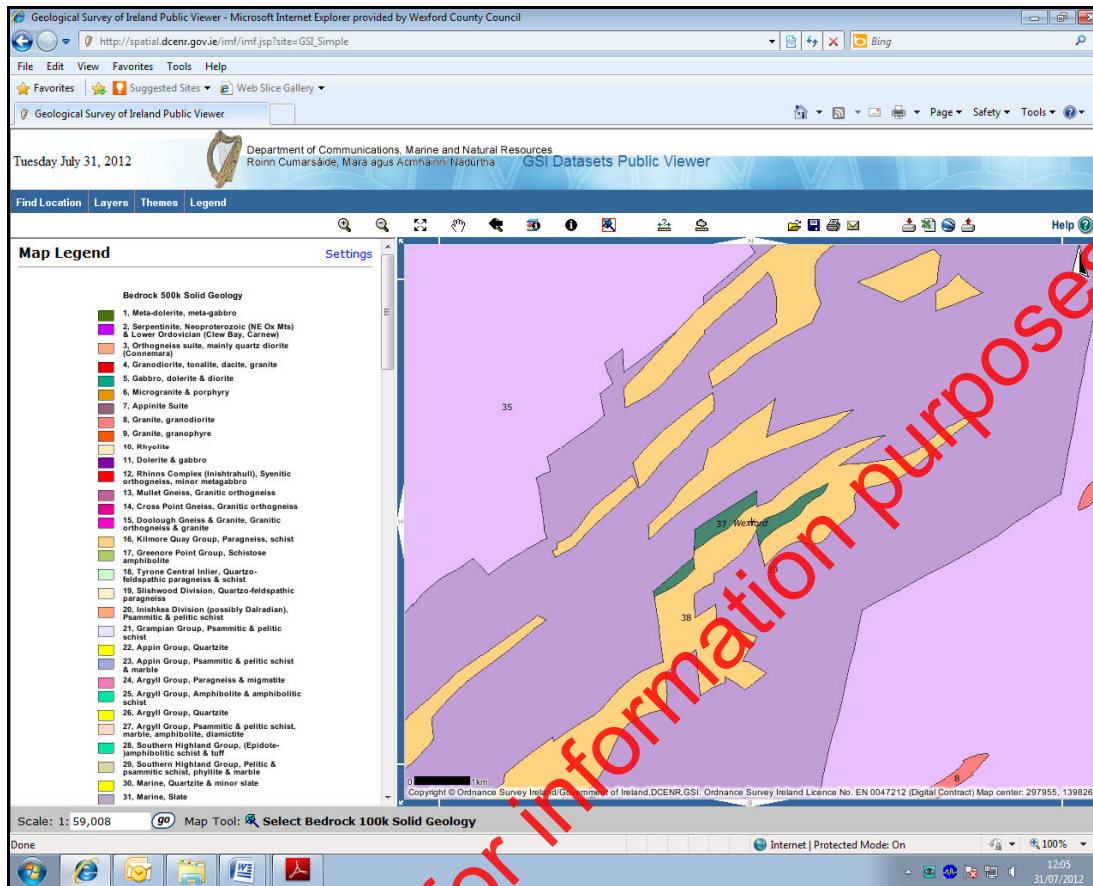 Geological Survey of Ireland Public Viewer - Microsoft Internet Explorer provided by Wexford County Council
http://spatial.dcenr.gov.ie/imf/imf.jsp?site=GSI_Simple
Bing
File Edit View Favorites Tools Help
Favorites Suggested Sites Web Slice Gallery
Geological Survey of Ireland Public Viewer
Page Safety Tools
Tuesday July 31, 2012
Department of Communications, Marine and Natural Resources
Roinn Cumarsáide, Mara agus Acmhainní Nádúrtha
GSI Datasets Public Viewer
Find Location Layers Themes Legend
Help
Map Legend
Settings
Bedrock 500k Solid Geology
1, Meta-dolerite, meta-gabbro
2, Serpentinite, Neoproterozoic (NE Ox Mts)
& Lower Ordovician (Clew Bay, Carnew)
3, Orthogneiss suite, mainly quartz diorite
(Connemara)
4, Granodiorite, tonalite, dacite, granite
5, Gabbro, dolerite & diorite
6, Microgranite & porphyry
7, Appinite Suite
8, Granite, granodiorite
9, Granite, granophyre
10, Rhyolite
11, Dolerite & gabbro
12, Rhinns Complex (Inishtrahull), Syenitic
orthogneiss, minor metagabbro
13, Mullet Gneiss, Granitic orthogneiss
14, Cross Point Gneiss, Granitic orthogneiss
15, Doolough Gneiss & Granite, Granitic
orthogneiss & granite
16, Kilmore Quay Group, Paragneiss, schist
17, Greenore Point Group, Schistose
amphibolite
18, Tyrone Central Inlier, Quartzo-
feldspathic paragneiss & schist
19, Slishwood Division, Quartzo-feldspathic
paragneiss
20, Inishkea Division (possibly Dalradian),
Psammitic & pelitic schist
21, Grampian Group, Psammitic & pelitic
schist
22, Appin Group, Quartzite
23, Appin Group, Psammitic & pelitic schist
& marble
24, Argyll Group, Paragneiss & migmatite
25, Argyll Group, Amphibolite & amphibolitic
schist
26, Argyll Group, Quartzite
27, Argyll Group, Psammitic & pelitic schist,
marble, amphibolite, diamictite
28, Southern Highland Group, (Epidote-
)amphibolitic schist & tuff
29, Southern Highland Group, Pelitic &
psammitic schist, phyllite & marble
30, Marine, Quartzite & minor slate
31, Marine, Slate
N
W
S
35
37 Wexford
38
8
0 1km
Copyright © Ordnance Survey Ireland/Government of Ireland,DCENR,GSI. Ordnance Survey Ireland Licence No. EN 0047212 (Digital Contract) Map center: 297955, 139826
for information purposes
Scale: 1: 59,008 go Map Tool: Select Bedrock 100k Solid Geology
Done
Internet | Protected Mode: On
100%
12:05
31/07/2012